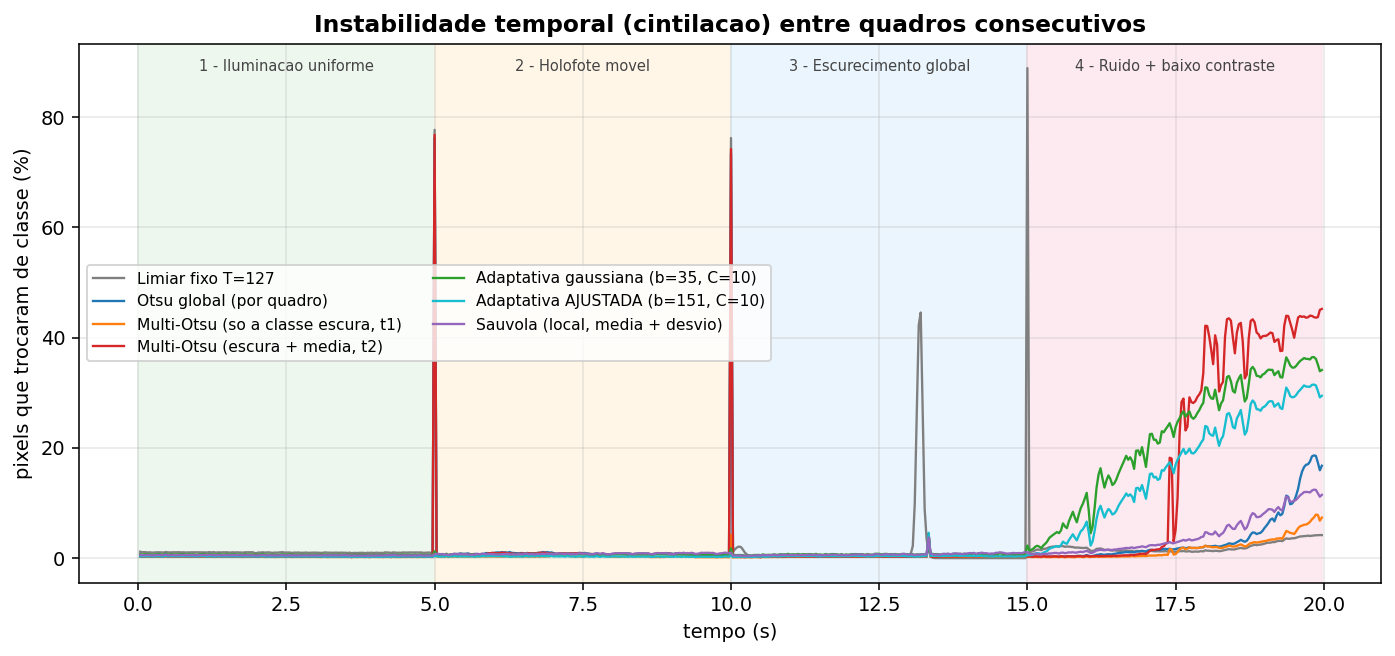 Instabilidade temporal (cintilacao) entre quadros consecutivos
1 - Iluminacao uniforme
2 - Holofote movel
3 - Escurecimento global
4 - Ruido + baixo contraste
pixels que trocaram de classe (%)
80
60
40
20
0
Limiar fixo T=127
Otsu global (por quadro)
Multi-Otsu (so a classe escura, t1)
Multi-Otsu (escura + media, t2)
Adaptativa gaussiana (b=35, C=10)
Adaptativa AJUSTADA (b=151, C=10)
Sauvola (local, media + desvio)
0.0
2.5
5.0
7.5
10.0
12.5
15.0
17.5
20.0
tempo (s)